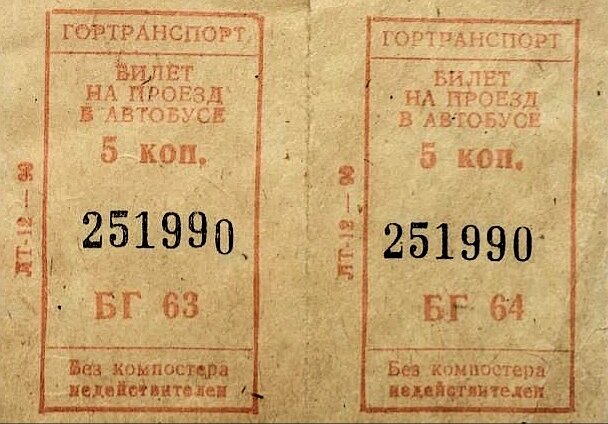 ГОРТРАНСПОРТ
БИЛЕТ
НА ПРОЕЗД
В АВТОБУСЕ
5 коп.
251990
БГ 63
Без компостера
недействителен
ЛТ-12 — 90
ГОРТРАНСПОРТ
БИЛЕТ
НА ПРОЕЗД
В АВТОБУСЕ
5 коп.
251990
БГ 64
Без компостера
недействителен
ЛТ-12 — 90